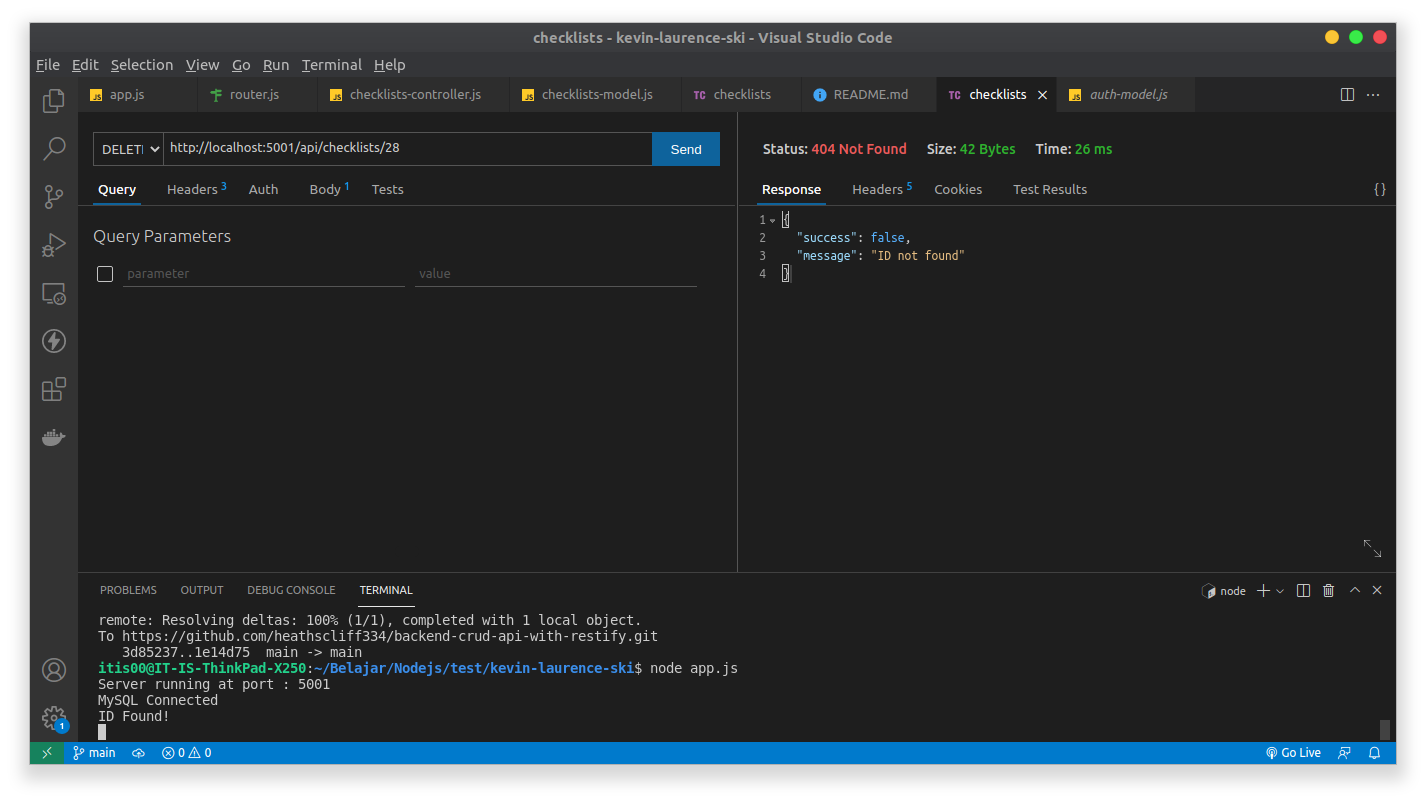 checklists - kevin-laurence-ski - Visual Studio Code
File Edit Selection View Go Run Terminal Help
JS app.js router.js JS checklists-controller.js JS checklists-model.js TC checklists README.md TC checklists JS auth-model.js
DELETI http://localhost:5001/api/checklists/28 Send
Status: 404 Not Found Size: 42 Bytes Time: 26 ms
Query Headers 3 Auth Body 1 Tests
Response Headers 5 Cookies Test Results { }
Query Parameters
parameter value
1 {
2 "success": false,
3 "message": "ID not found"
4 }
PROBLEMS OUTPUT DEBUG CONSOLE TERMINAL node
remote: Resolving deltas: 100% (1/1), completed with 1 local object.
To https://github.com/heathscliff334/backend-crud-api-with-restify.git
3d85237..1e14d75 main -> main
itis00@IT-IS-ThinkPad-X250:~/Belajar/Nodejs/test/kevin-laurence-ski$ node app.js
Server running at port : 5001
MySQL Connected
ID Found!
1
main 0 0 Go Live